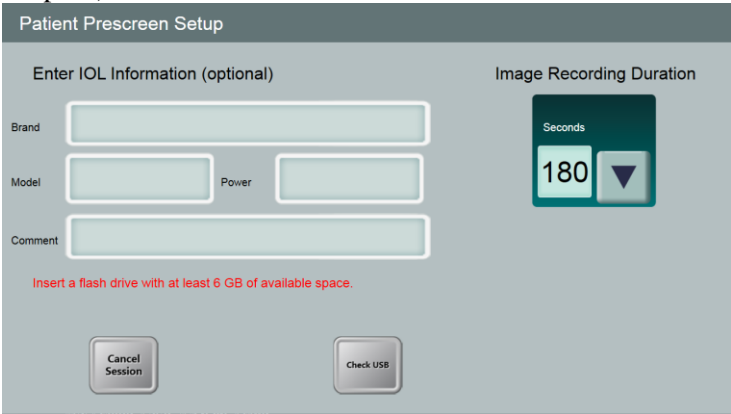 Patient Prescreen Setup
Enter IOL Information (optional)
Image Recording Duration
Brand
Seconds
180
Model
Power
Comment
Insert a flash drive with at least 6 GB of available space.
Cancel
Session
Check USB